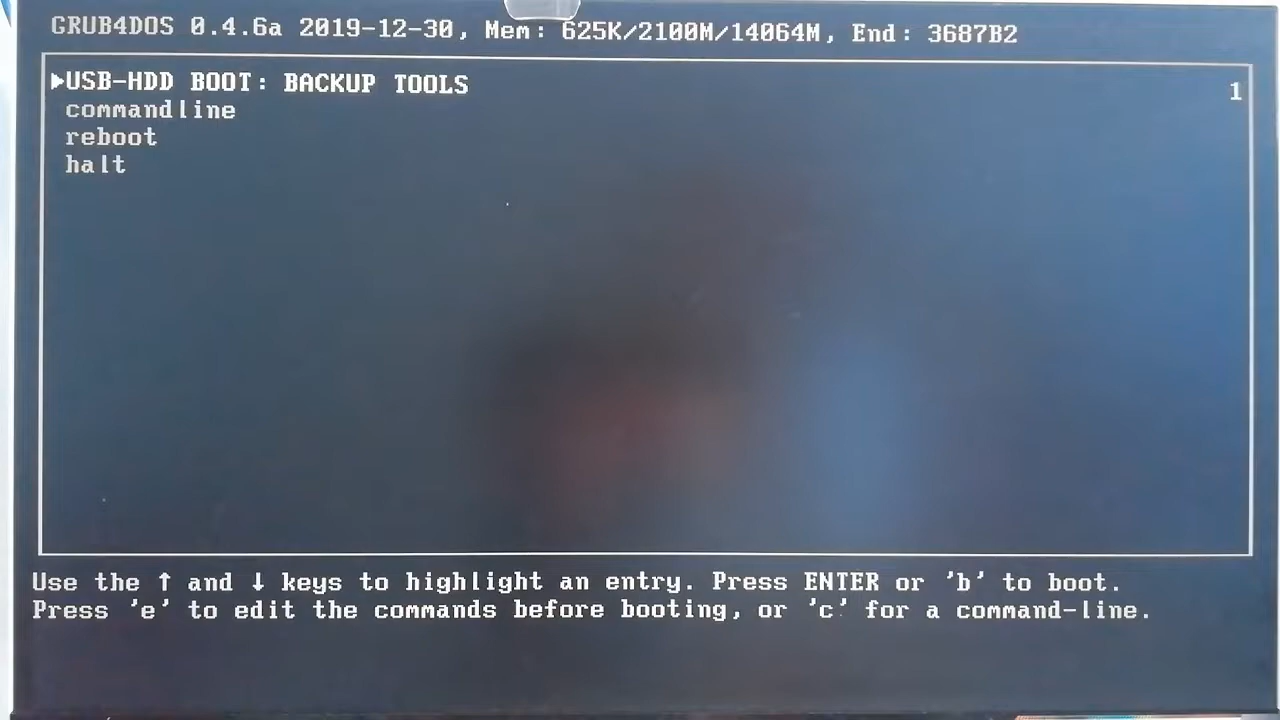 GRUB4DOS 0.4.6a 2019-12-30, Mem: 625K/2100M/14064M, End: 3687B2
▶USB-HDD BOOT: BACKUP TOOLS 1
commandline
reboot
halt
Use the ↑ and ↓ keys to highlight an entry. Press ENTER or 'b' to boot.
Press 'e' to edit the commands before booting, or 'c' for a command-line.